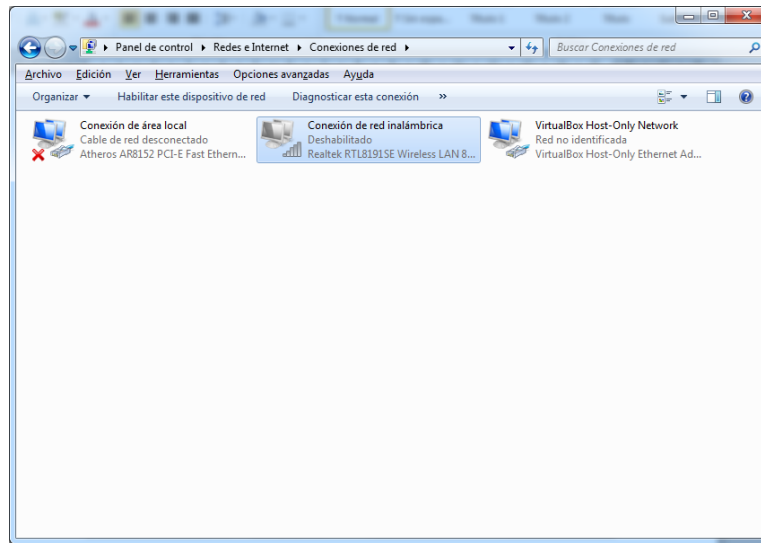 Panel de control Redes e Internet Conexiones de red
Buscar Conexiones de red
Archivo Edición Ver Herramientas Opciones avanzadas Ayuda
Organizar Habilitar este dispositivo de red Diagnosticar esta conexión »
Conexión de área local
Cable de red desconectado
Atheros AR8152 PCI-E Fast Ethern...
Conexión de red inalámbrica
Deshabilitado
Realtek RTL8191SE Wireless LAN 8...
VirtualBox Host-Only Network
Red no identificada
VirtualBox Host-Only Ethernet Ad...